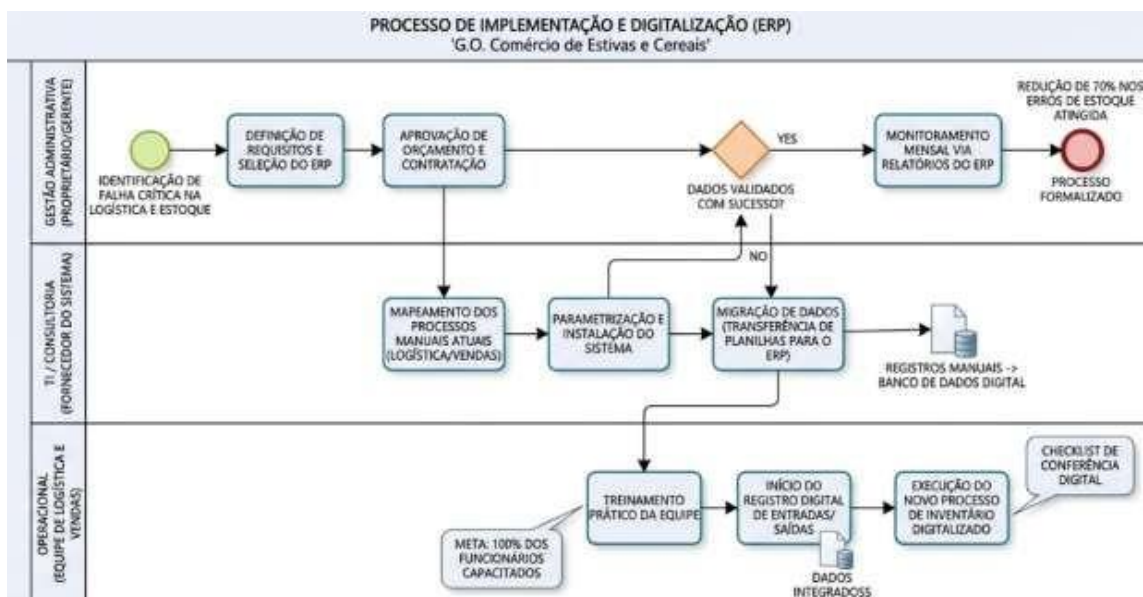 PROCESSO DE IMPLEMENTAÇÃO E DIGITALIZAÇÃO (ERP)
'G.O. Comércio de Estivas e Cereais'
GESTÃO ADMINISTRATIVA
(PROPRIETÁRIO/GERENTE)
IDENTIFICAÇÃO DE
FALHA CRÍTICA NA
LOGÍSTICA E ESTOQUE
DEFINIÇÃO DE
REQUISITOS E
SELEÇÃO DO ERP
APROVAÇÃO DE
ORÇAMENTO E
CONTRATAÇÃO
DADOS VALIDADOS
COM SUCESSO?
YES
NO
MONITORAMENTO
MENSAL VIA
RELATÓRIOS DO ERP
REDUÇÃO DE 70% NOS
ERROS DE ESTOQUE
ATINGIDA
PROCESSO
FORMALIZADO
TI / CONSULTORIA
(FORNECEDOR DO SISTEMA)
MAPEAMENTO DOS
PROCESSOS
MANUAIS ATUAIS
(LOGÍSTICA/VENDAS)
PARAMETRIZAÇÃO E
INSTALAÇÃO DO
SISTEMA
MIGRAÇÃO DE DADOS
(TRANSFERÊNCIA DE
PLANILHAS PARA O
ERP)
REGISTROS MANUAIS ->
BANCO DE DADOS DIGITAL
OPERACIONAL
(EQUIPE DE LOGÍSTICA E
VENDAS)
META: 100% DOS
FUNCIONÁRIOS
CAPACITADOS
TREINAMENTO
PRÁTICO DA EQUIPE
INÍCIO DO
REGISTRO DIGITAL
DE ENTRADAS/
SAÍDAS
DADOS
INTEGRADOSS
EXECUÇÃO DO
NOVO PROCESSO
DE INVENTÁRIO
DIGITALIZADO
CHECKLIST DE
CONFERÊNCIA
DIGITAL